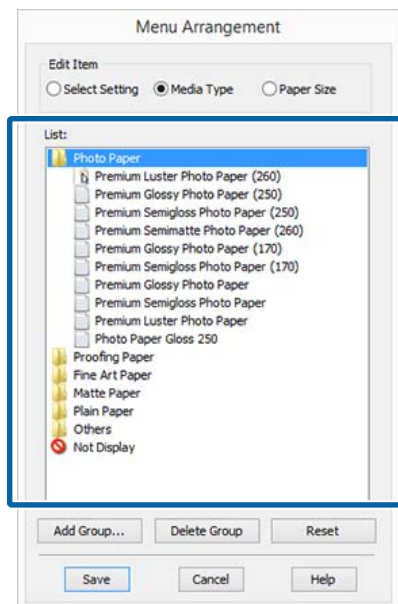 Menu Arrangement
Edit Item
Select Setting Media Type Paper Size
List:
Photo Paper
Premium Luster Photo Paper (260)
Premium Glossy Photo Paper (250)
Premium Semigloss Photo Paper (250)
Premium Semimatte Photo Paper (260)
Premium Glossy Photo Paper (170)
Premium Semigloss Photo Paper (170)
Premium Glossy Photo Paper
Premium Semigloss Photo Paper
Premium Luster Photo Paper
Photo Paper Gloss 250
Proofing Paper
Fine Art Paper
Matte Paper
Plain Paper
Others
Not Display
Add Group... Delete Group Reset
Save Cancel Help